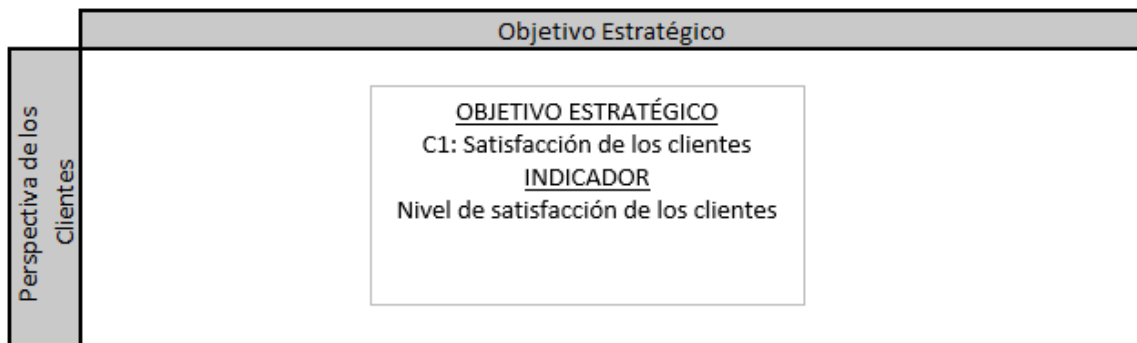 Objetivo Estratégico
Perspectiva de los
Clientes
OBJETIVO ESTRATÉGICO
C1: Satisfacción de los clientes
INDICADOR
Nivel de satisfacción de los clientes